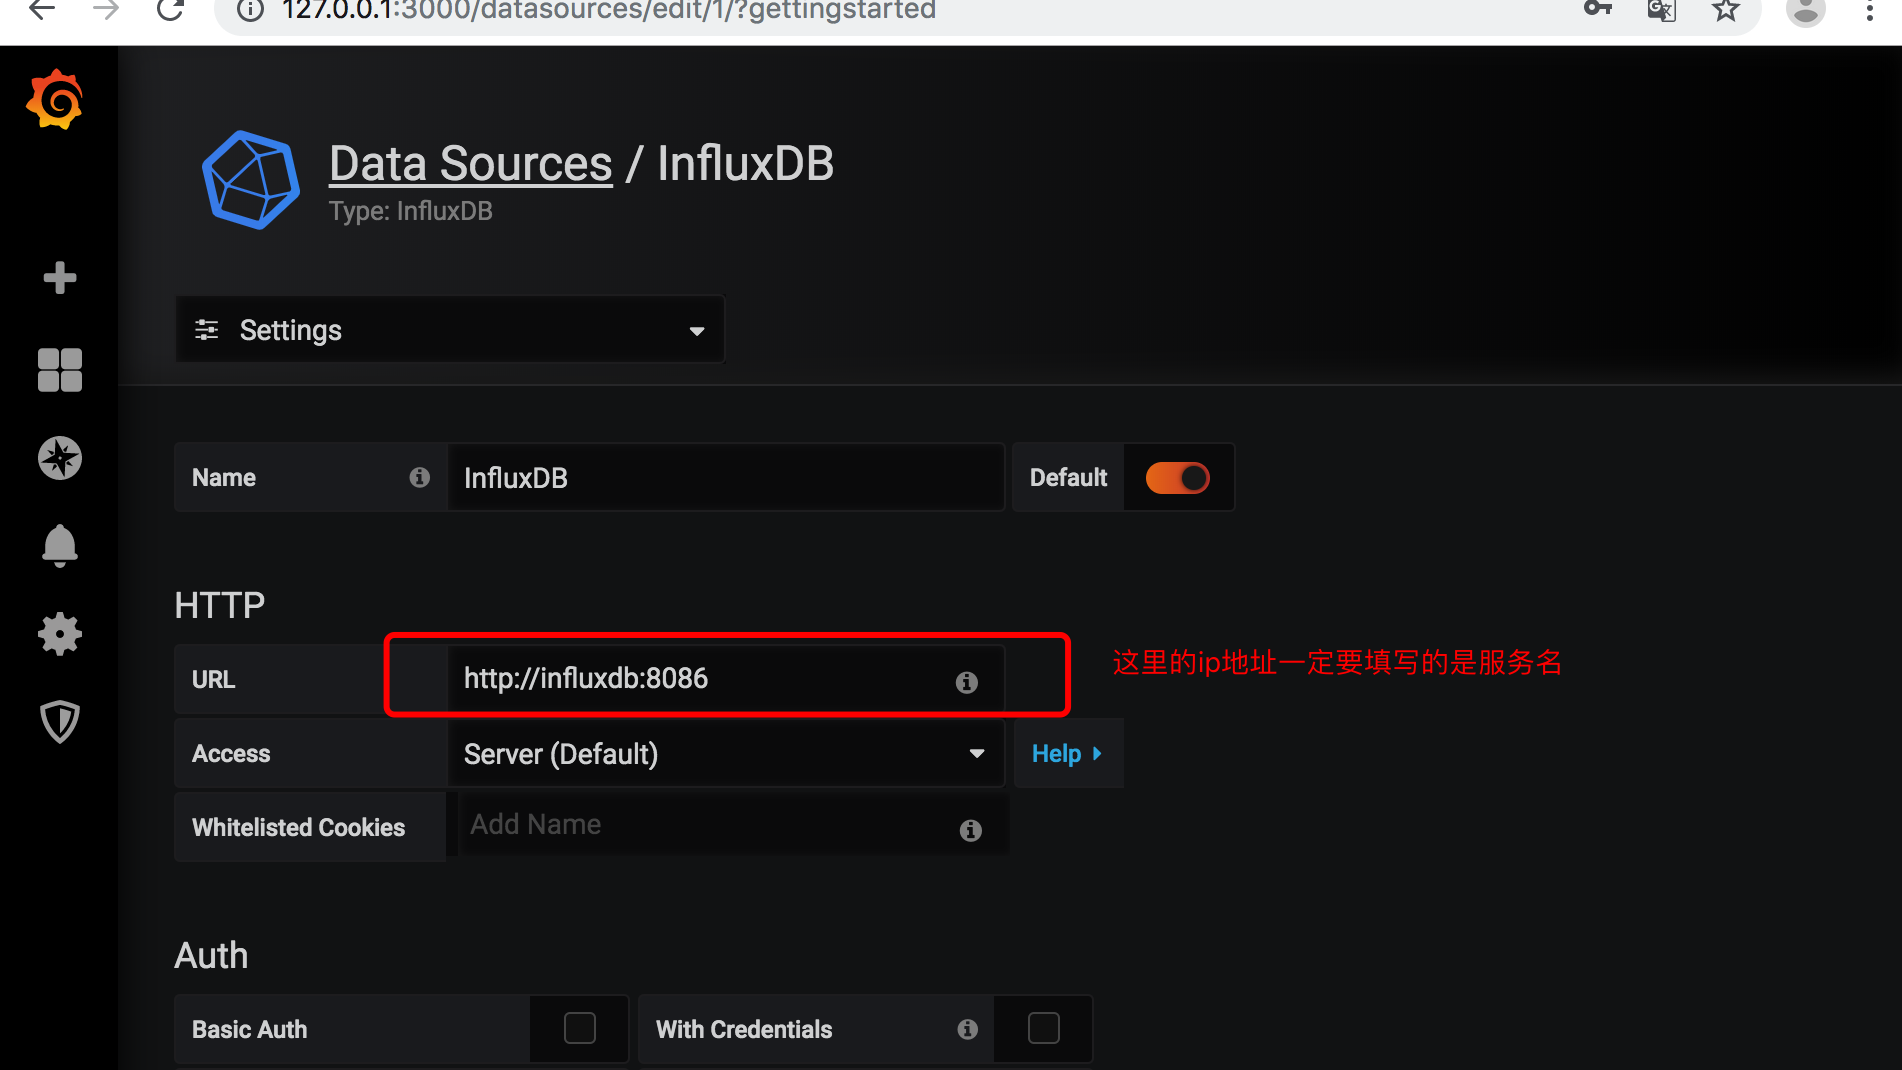 127.0.0.1:3000/datasources/edit/1/?gettingstarted
Data Sources / InfluxDB
Type: InfluxDB
Settings
Name
InfluxDB
Default
HTTP
URL
http://influxdb:8086
这里的ip地址一定要填写的是服务名
Access
Server (Default)
Help
Whitelisted Cookies
Add Name
Auth
Basic Auth
With Credentials